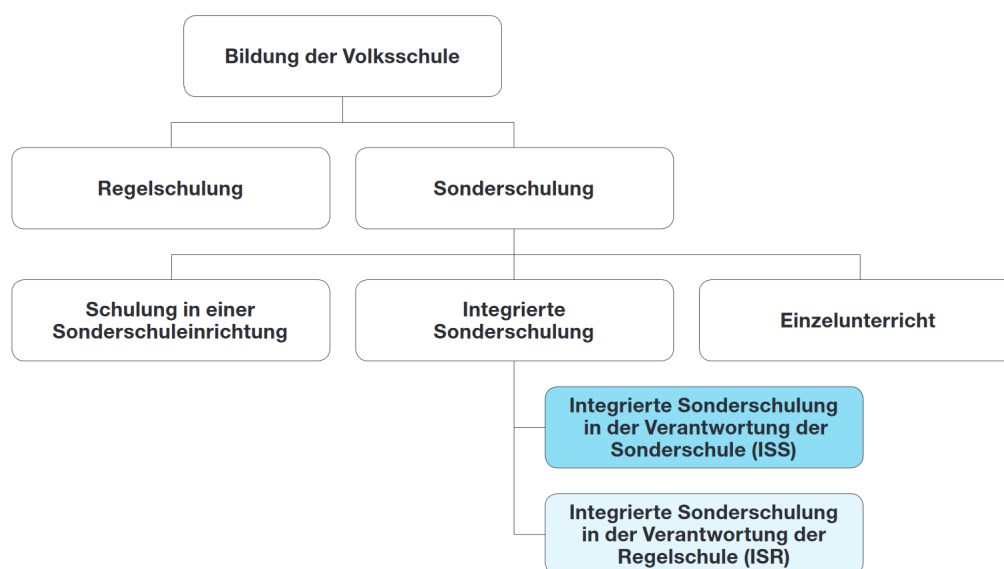 Bildung der Volksschule
Regelschulung
Sonderschulung
Schulung in einer
Sonderschuleinrichtung
Integrierte
Sonderschulung
Einzelunterricht
Integrierte Sonderschulung
in der Verantwortung der
Sonderschule (ISS)
Integrierte Sonderschulung
in der Verantwortung der
Regelschule (ISR)